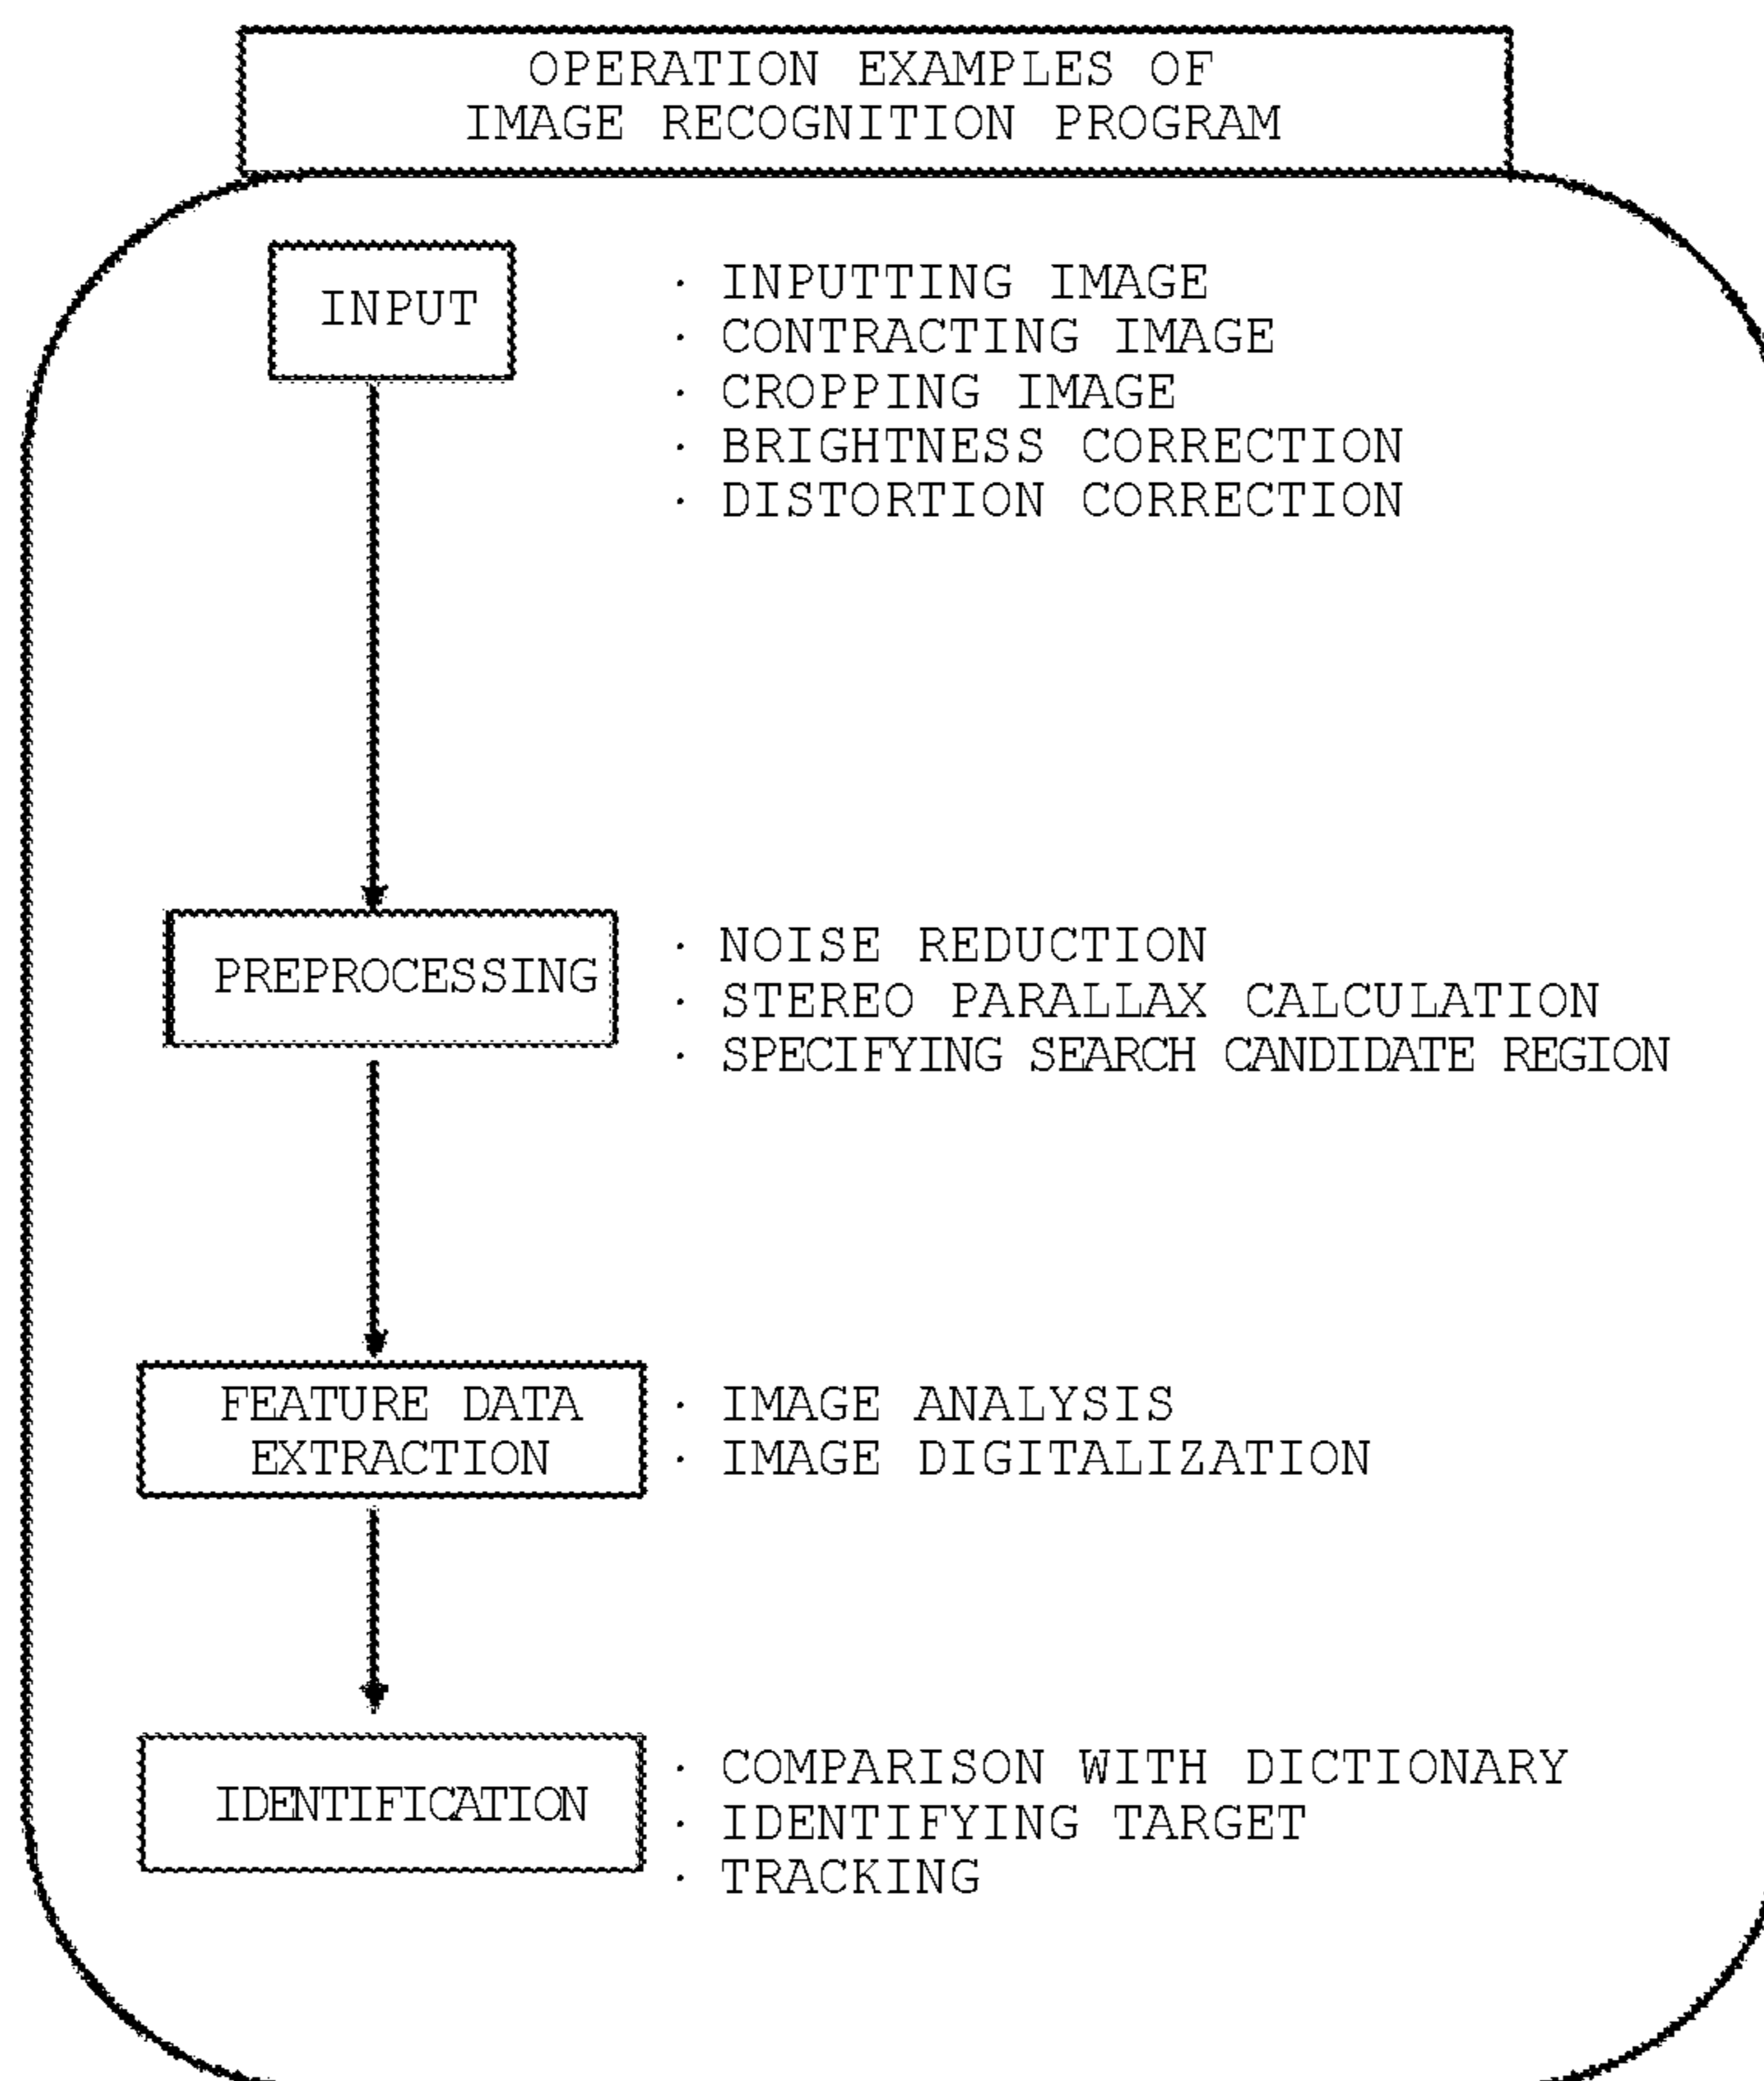 OPERATION EXAMPLES OF
IMAGE RECOGNITION PROGRAM
INPUT
· INPUTTING IMAGE
· CONTRACTING IMAGE
· CROPPING IMAGE
· BRIGHTNESS CORRECTION
· DISTORTION CORRECTION
PREPROCESSING
· NOISE REDUCTION
· STEREO PARALLAX CALCULATION
· SPECIFYING SEARCH CANDIDATE REGION
FEATURE DATA
EXTRACTION
· IMAGE ANALYSIS
· IMAGE DIGITALIZATION
IDENTIFICATION
· COMPARISON WITH DICTIONARY
· IDENTIFYING TARGET
· TRACKING